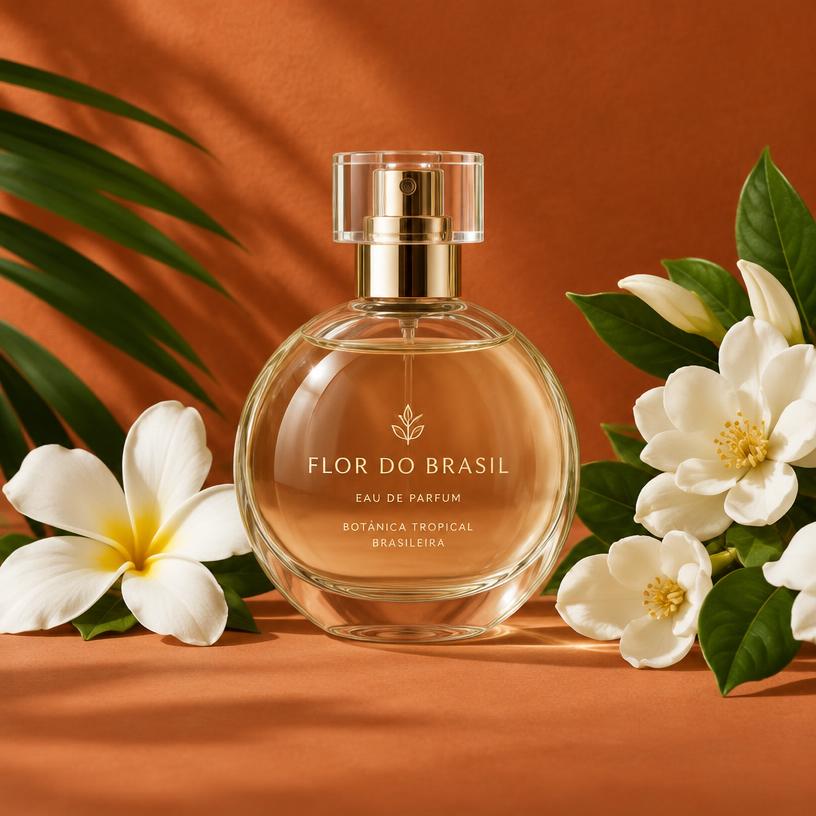 FLOR DO BRASIL
EAU DE PARFUM
BOTÂNICA TROPICAL
BRASILEIRA